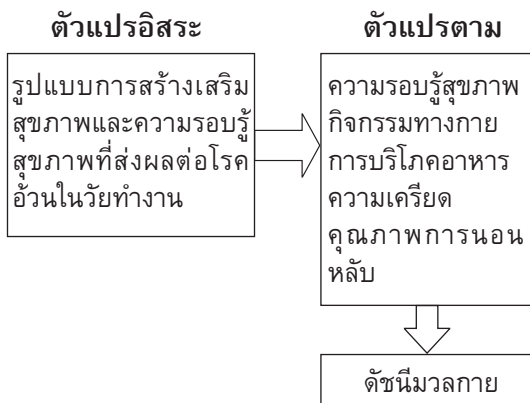 ตัวแปรอิสระ
รูปแบบการสร้างเสริม
สุขภาพและความรอบรู้
สุขภาพที่ส่งผลต่อโรค
อ้วนในวัยทำงาน
ตัวแปรตาม
ความรอบรู้สุขภาพ
กิจกรรมทางกาย
การบริโภคอาหาร
ความเครียด
คุณภาพการนอน
หลับ
ดัชนีมวลกาย